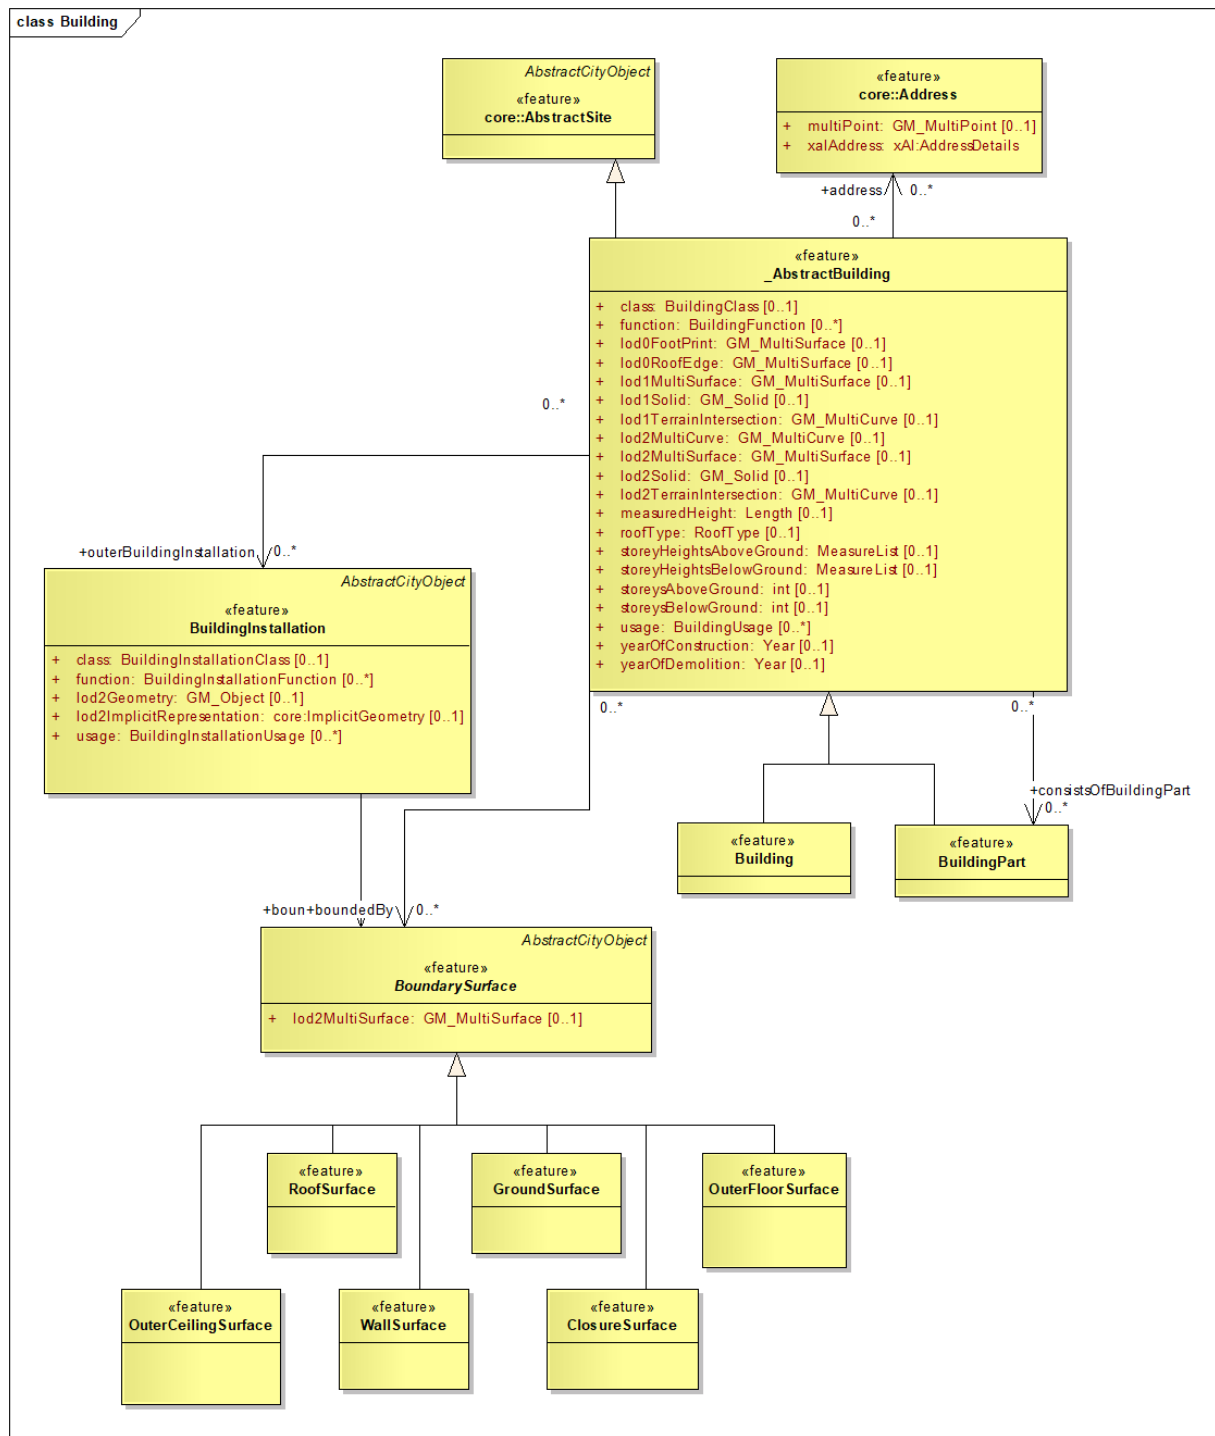 class Building
AbstractCityObject
«feature»
core::AbstractSite
«feature»
core::Address
+ multiPoint: GM_MultiPoint [0..1]
+ xalAddress: xAl:AddressDetails
+address
0..*
0..*
«feature»
_AbstractBuilding
+ class: BuildingClass [0..1]
+ function: BuildingFunction [0..*]
+ lod0FootPrint: GM_MultiSurface [0..1]
+ lod0RoofEdge: GM_MultiSurface [0..1]
+ lod1MultiSurface: GM_MultiSurface [0..1]
+ lod1Solid: GM_Solid [0..1]
+ lod1TerrainIntersection: GM_MultiCurve [0..1]
+ lod2MultiCurve: GM_MultiCurve [0..1]
+ lod2MultiSurface: GM_MultiSurface [0..1]
+ lod2Solid: GM_Solid [0..1]
+ lod2TerrainIntersection: GM_MultiCurve [0..1]
+ measuredHeight: Length [0..1]
+ roofType: RoofType [0..1]
+ storeyHeightsAboveGround: MeasureList [0..1]
+ storeyHeightsBelowGround: MeasureList [0..1]
+ storeysAboveGround: int [0..1]
+ storeysBelowGround: int [0..1]
+ usage: BuildingUsage [0..*]
+ yearOfConstruction: Year [0..1]
+ yearOfDemolition: Year [0..1]
0..*
+outerBuildingInstallation
0..*
AbstractCityObject
«feature»
BuildingInstallation
+ class: BuildingInstallationClass [0..1]
+ function: BuildingInstallationFunction [0..*]
+ lod2Geometry: GM_Object [0..1]
+ lod2ImplicitRepresentation: core:ImplicitGeometry [0..1]
+ usage: BuildingInstallationUsage [0..*]
0..*
0..*
+consistsOfBuildingPart
0..*
«feature»
Building
«feature»
BuildingPart
+boun+boundedBy
0..*
AbstractCityObject
«feature»
BoundarySurface
+ lod2MultiSurface: GM_MultiSurface [0..1]
«feature»
RoofSurface
«feature»
GroundSurface
«feature»
OuterFloorSurface
«feature»
OuterCeilingSurface
«feature»
WallSurface
«feature»
ClosureSurface